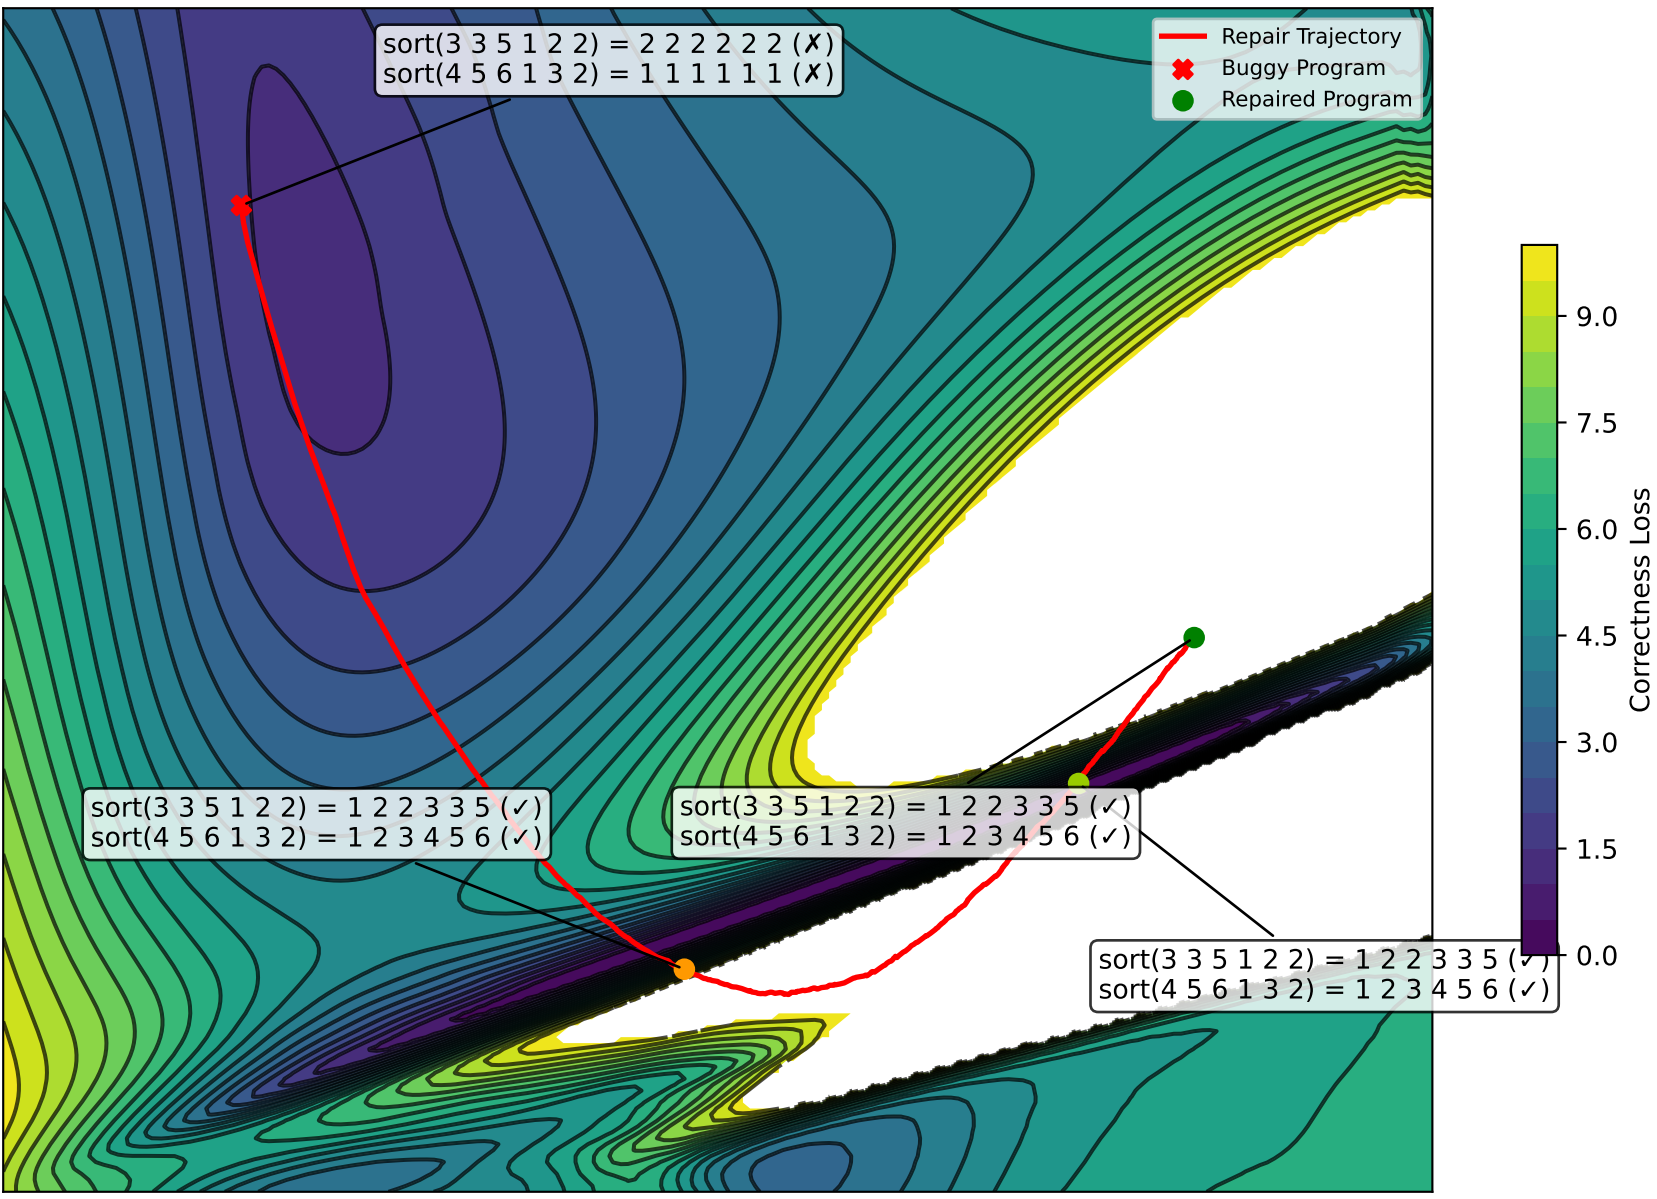 sort(3 3 5 1 2 2) = 2 2 2 2 2 2 (✗)
sort(4 5 6 1 3 2) = 1 1 1 1 1 1 (✗)
Repair Trajectory
Buggy Program
Repaired Program
9.0
7.5
6.0
4.5
3.0
1.5
0.0
Correctness Loss
sort(3 3 5 1 2 2) = 1 2 2 3 3 5 (✓)
sort(4 5 6 1 3 2) = 1 2 3 4 5 6 (✓)
sort(3 3 5 1 2 2) = 1 2 2 3 3 5 (✓)
sort(4 5 6 1 3 2) = 1 2 3 4 5 6 (✓)
sort(3 3 5 1 2 2) = 1 2 2 3 3 5 (✓)
sort(4 5 6 1 3 2) = 1 2 3 4 5 6 (✓)